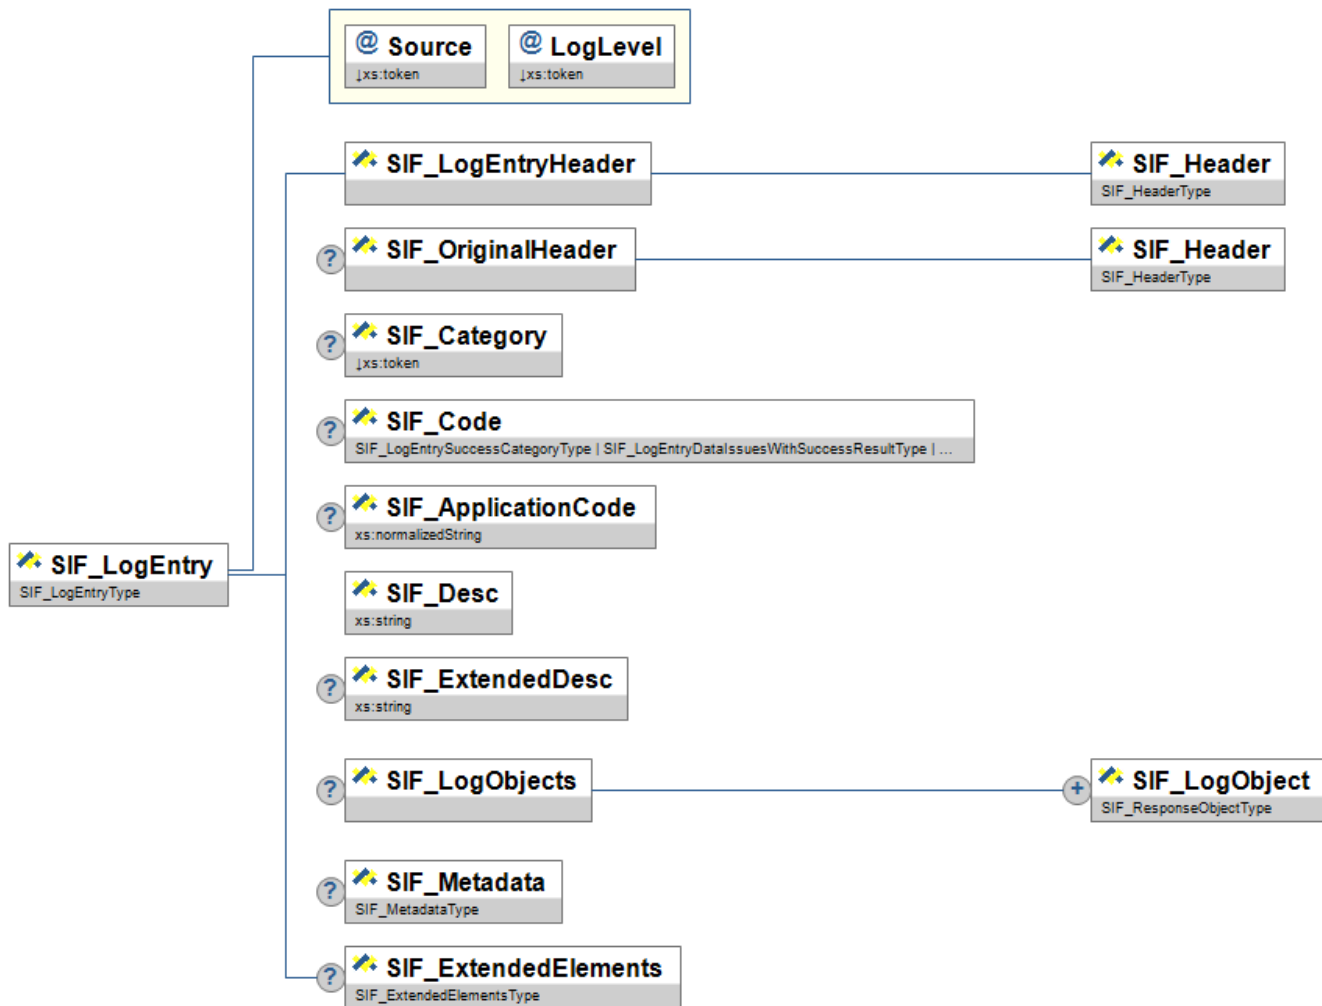 @ Source
↓xs:token
@ LogLevel
↓xs:token
SIF_LogEntryHeader
SIF_Header
SIF_HeaderType
? SIF_OriginalHeader
SIF_Header
SIF_HeaderType
? SIF_Category
↓xs:token
? SIF_Code
SIF_LogEntrySuccessCategoryType | SIF_LogEntryDataIssuesWithSuccessResultType | ...
? SIF_ApplicationCode
xs:normalizedString
SIF_LogEntry
SIF_LogEntryType
SIF_Desc
xs:string
? SIF_ExtendedDesc
xs:string
? SIF_LogObjects
+ SIF_LogObject
SIF_ResponseObjectType
? SIF_Metadata
SIF_MetadataType
? SIF_ExtendedElements
SIF_ExtendedElementsType